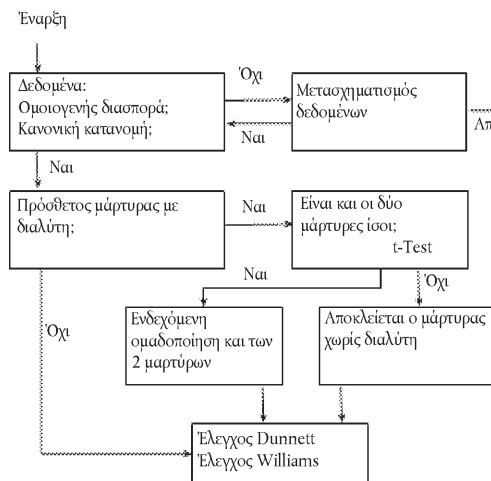 Έναρξη
Δεδομένα:
Ομοιογενής διασπορά;
Κανονική κατανομή;
Όχι
Ναι
Μετασχηματισμός
δεδομένων
Απ
Ναι
Πρόσθετος μάρτυρας με
διαλύτη;
Ναι
Είναι και οι δύο
μάρτυρες ίσοι;
t-Test
Ναι
Όχι
Όχι
Ενδεχόμενη
ομαδοποίηση και των
2 μαρτύρων
Αποκλείεται ο μάρτυρας
χωρίς διαλύτη
Έλεγχος Dunnett
Έλεγχος Williams